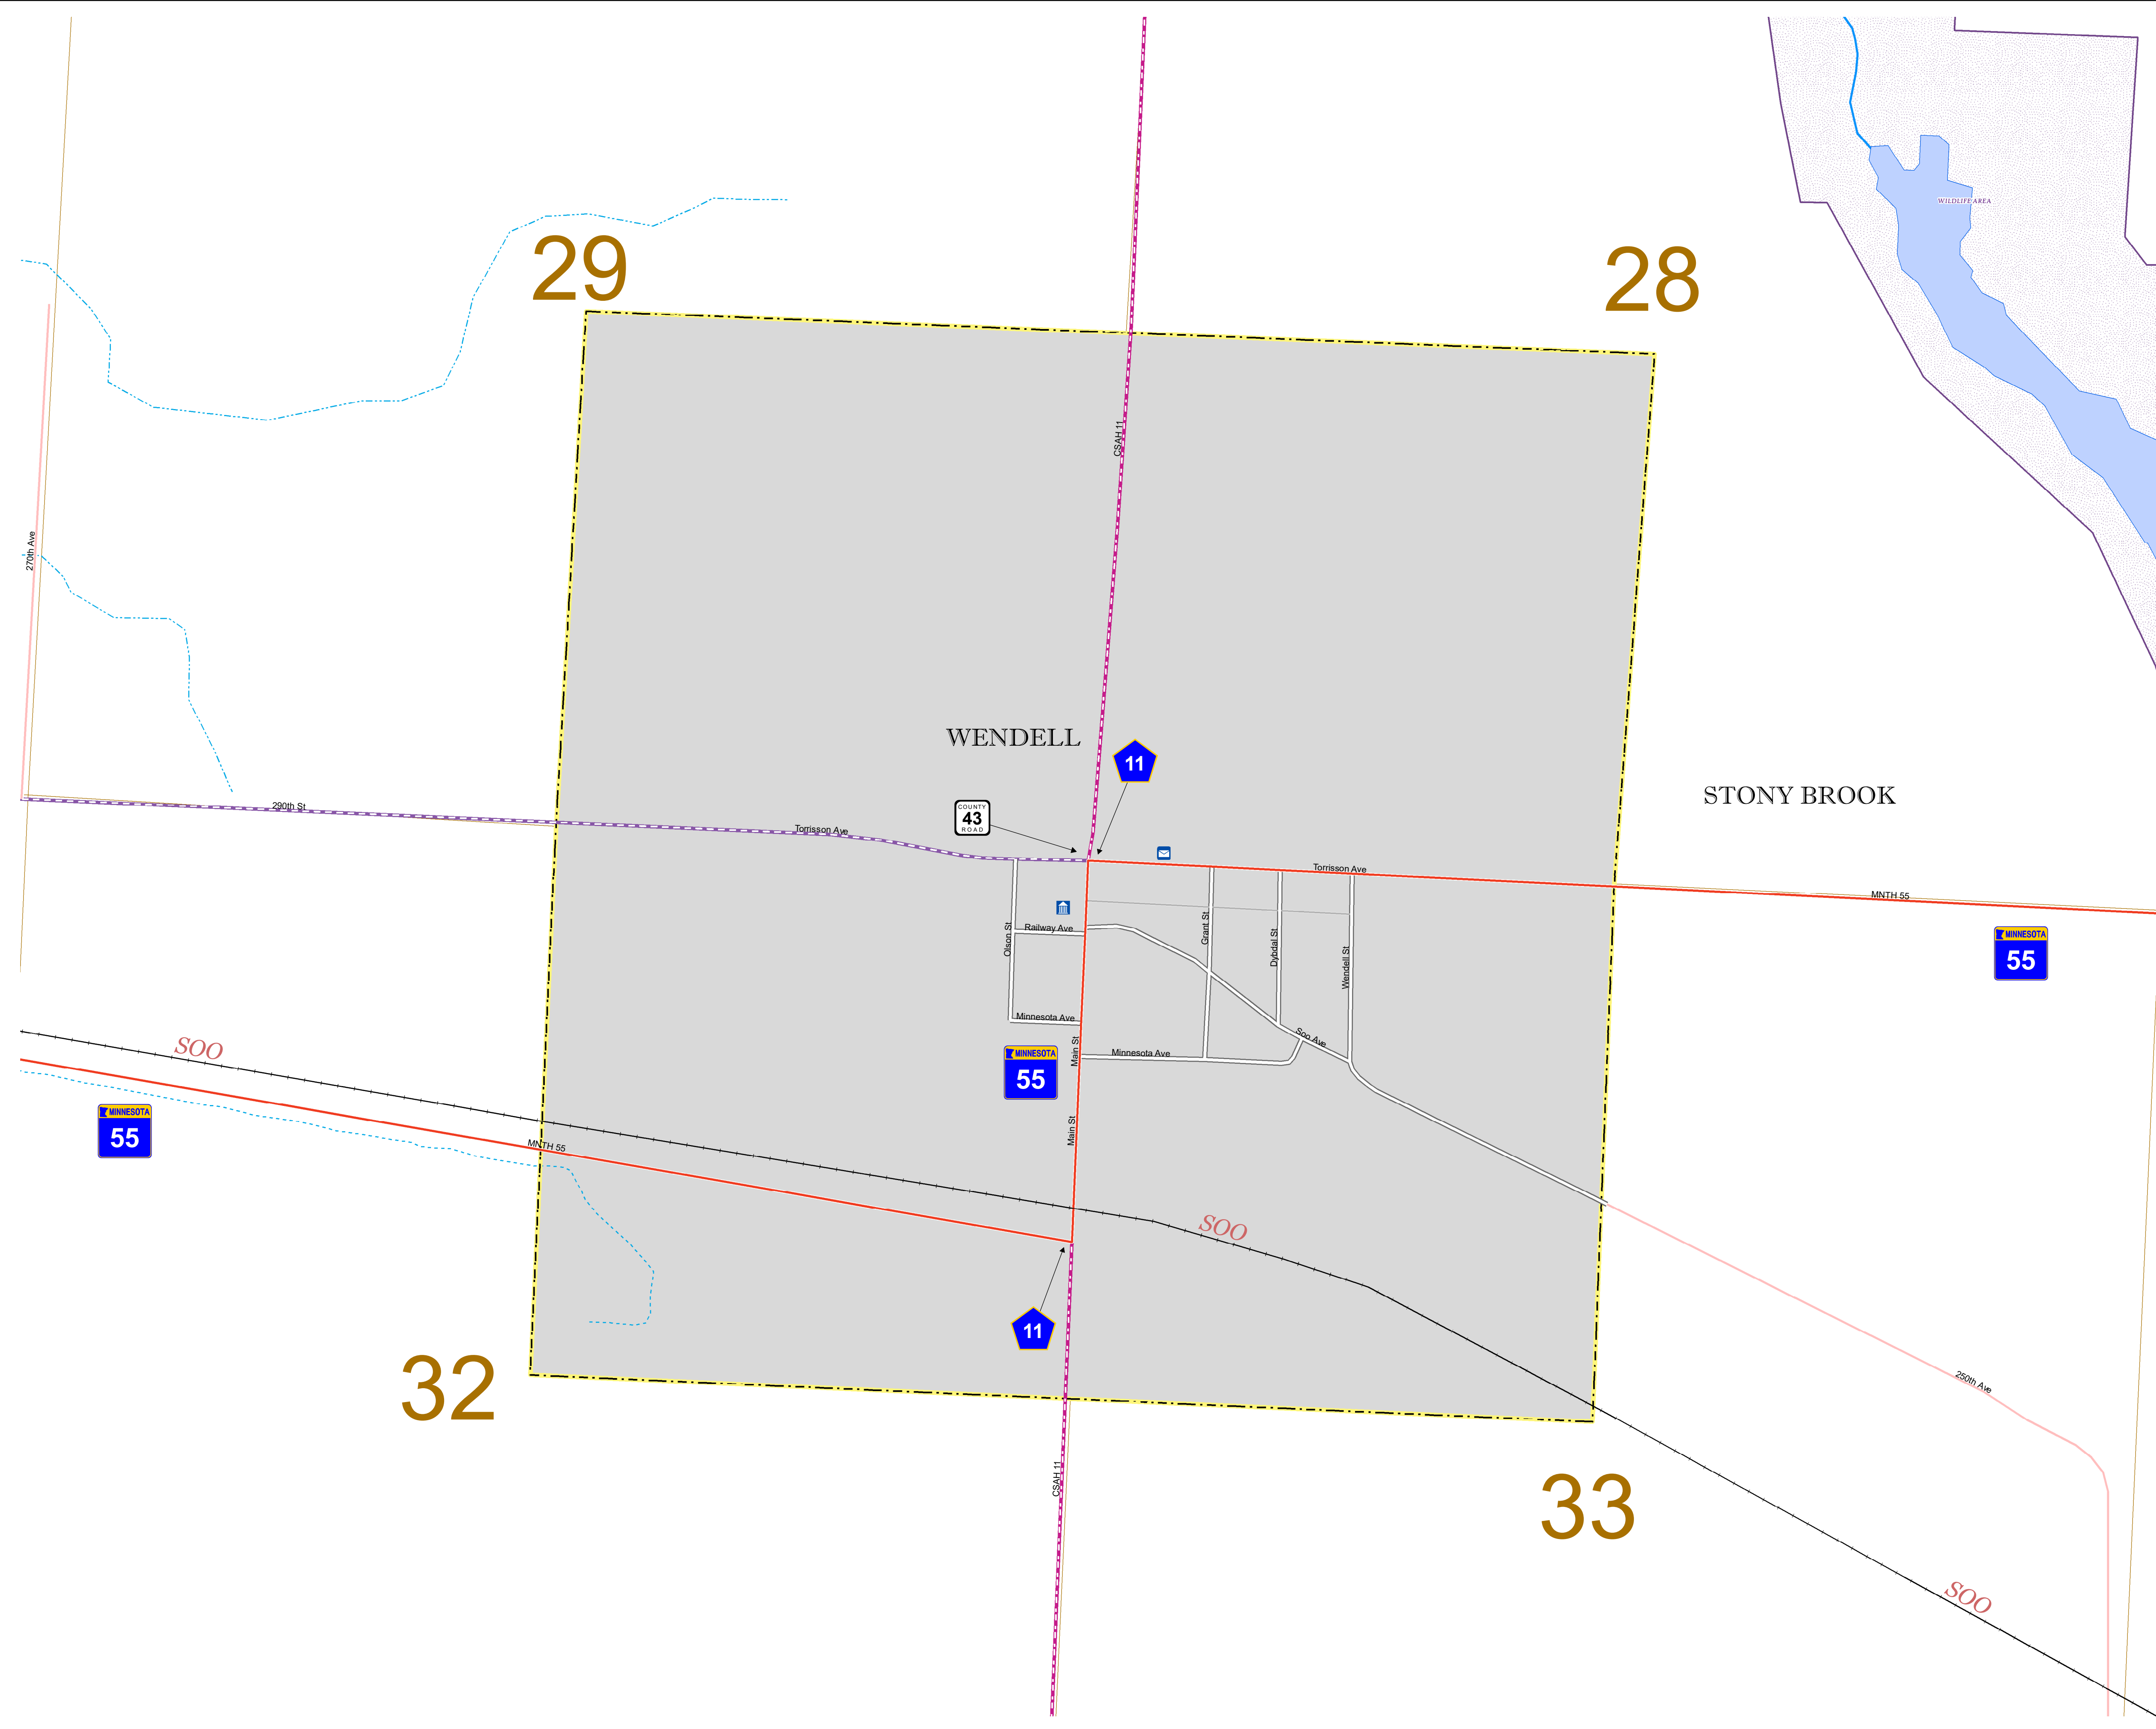 WILDLIFE AREA
29
28
CSAH 11
270th Ave
WENDELL
11
STONY BROOK
290th St
COUNTY
43
ROAD
Torrisson Ave
Torrisson Ave
MNTH 55
Olson St
Railway Ave
Grant St
Dybdal St
Wendell St
MINNESOTA
55
Minnesota Ave
Main St
Minnesota Ave
Soo Ave
SOO
MINNESOTA
55
MINNESOTA
55
Main St
MNTH 55
SOO
11
32
250th Ave
CSAH 11
33
SOO